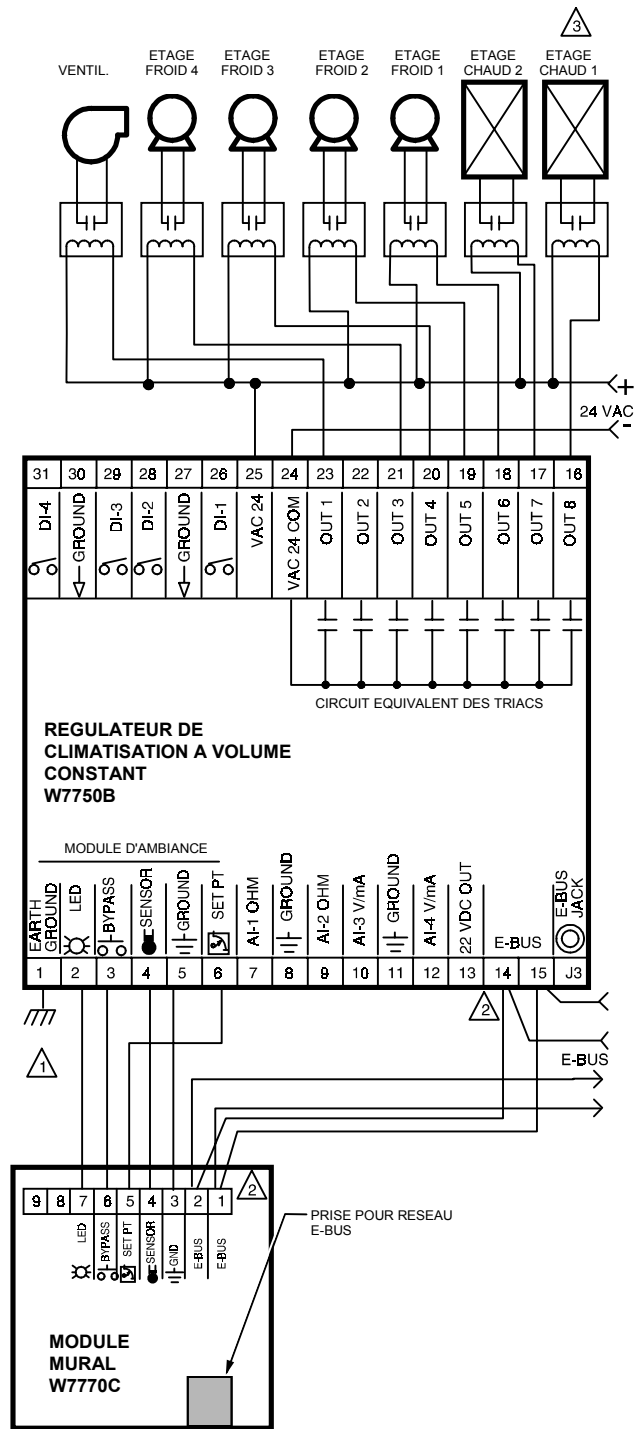 3
VENTIL.
ETAGE
FROID 4
ETAGE
FROID 3
ETAGE
FROID 2
ETAGE
FROID 1
ETAGE
CHAUD 2
ETAGE
CHAUD 1
+
24 VAC
-
31 30 29 28 27 26 25 24 23 22 21 20 19 18 17 16
DI-4
GROUND
DI-3
DI-2
GROUND
DI-1
VAC 24
VAC 24 COM
OUT 1
OUT 2
OUT 3
OUT 4
OUT 5
OUT 6
OUT 7
OUT 8
CIRCUIT EQUIVALENT DES TRIACS
REGULATEUR DE
CLIMATISATION A VOLUME
CONSTANT
W7750B
MODULE D'AMBIANCE
EARTH
GROUND
LED
BYPASS
SENSOR
GROUND
SET PT
AI-1 OHM
GROUND
AI-2 OHM
AI-3 V/mA
GROUND
AI-4 V/mA
22 VDC OUT
E-BUS
E-BUS
JACK
1 2 3 4 5 6 7 8 9 10 11 12 13 14 15 J3
2
1
E-BUS
9 8 7 6 5 4 3 2 1
2
LED
BYPASS
SET PT
SENSOR
GND
E-BUS
E-BUS
PRISE POUR RESEAU
E-BUS
MODULE
MURAL
W7770C